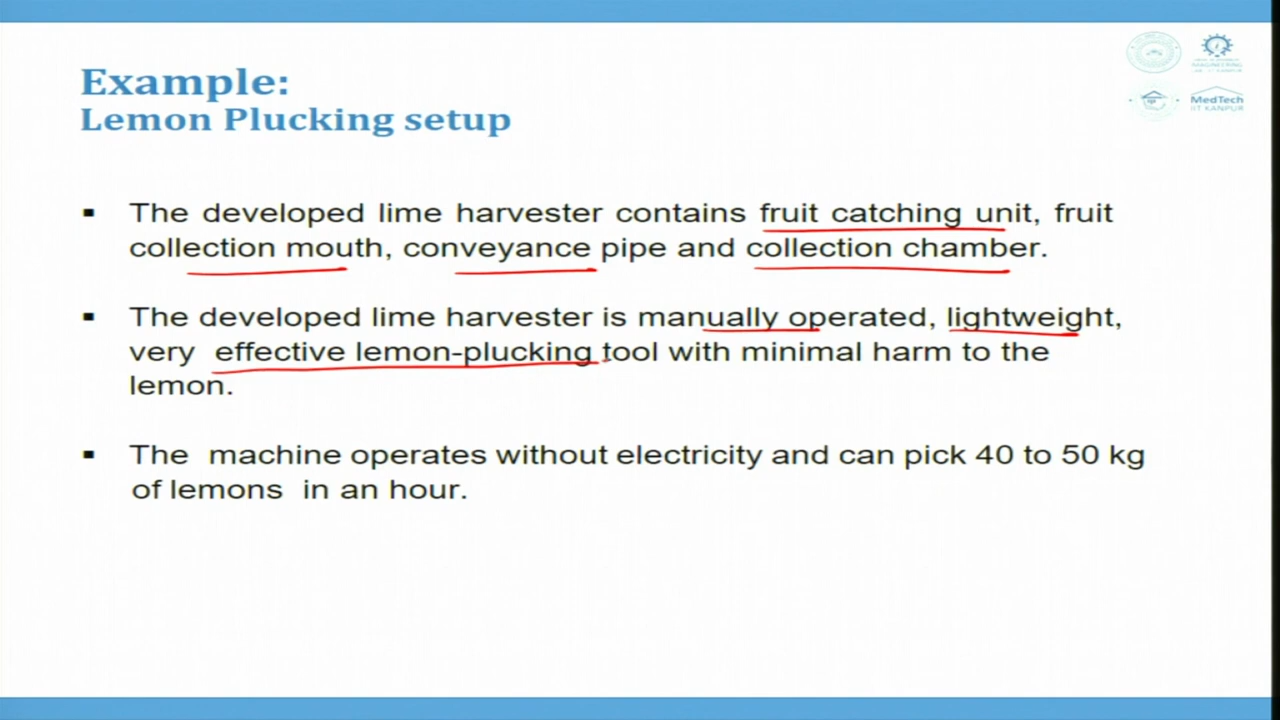 Example:
Lemon Plucking setup
MedTech
IIT KANPUR
▪ The developed lime harvester contains fruit catching unit, fruit
collection mouth, conveyance pipe and collection chamber.
▪ The developed lime harvester is manually operated, lightweight,
very effective lemon-plucking tool with minimal harm to the
lemon.
▪ The machine operates without electricity and can pick 40 to 50 kg
of lemons in an hour.